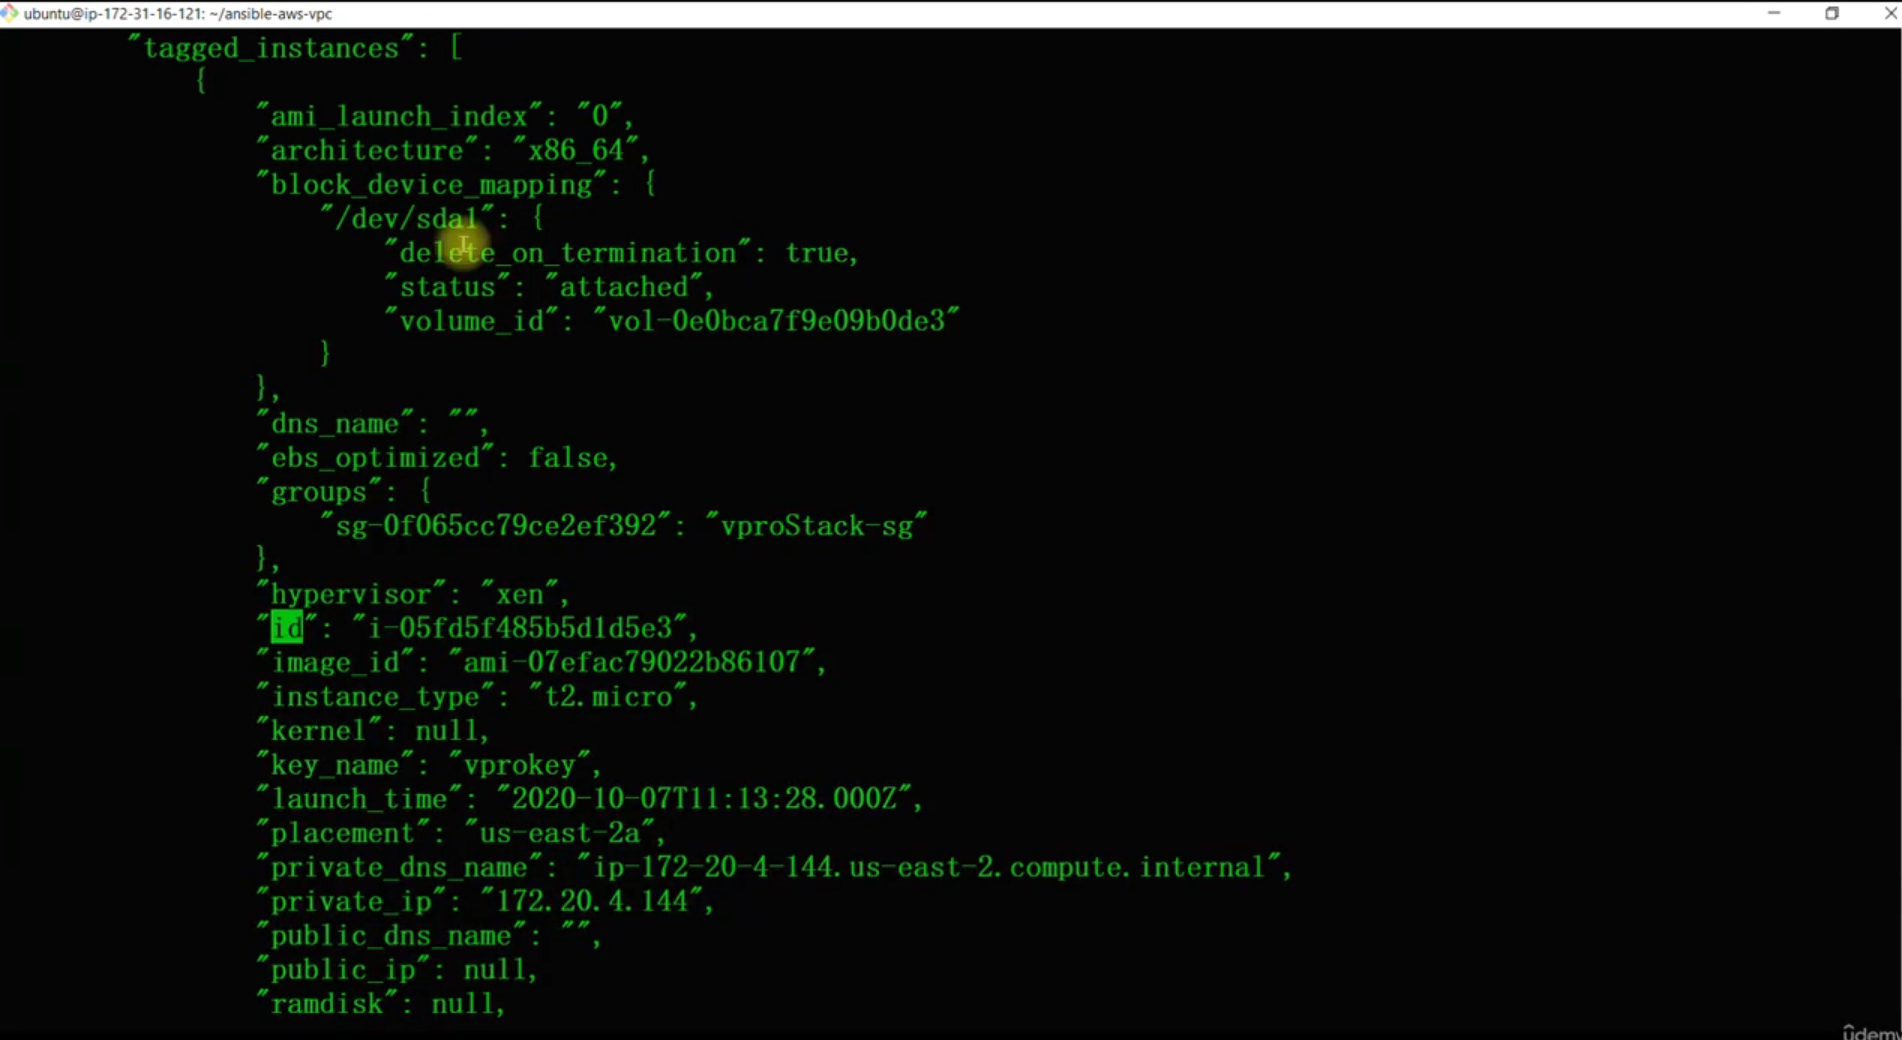 ubuntu@ip-172-31-16-121: ~/ansible-aws-vpc
"tagged_instances": [
{
"ami_launch_index": "0",
"architecture": "x86_64",
"block_device_mapping": {
"/dev/sda1": {
"delete_on_termination": true,
"status": "attached",
"volume_id": "vol-0e0bca7f9e09b0de3"
}
},
"dns_name": "",
"ebs_optimized": false,
"groups": {
"sg-0f065cc79ce2ef392": "vproStack-sg"
},
"hypervisor": "xen",
"id": "i-05fd5f485b5d1d5e3",
"image_id": "ami-07efac79022b86107",
"instance_type": "t2.micro",
"kernel": null,
"key_name": "vprokey",
"launch_time": "2020-10-07T11:13:28.000Z",
"placement": "us-east-2a",
"private_dns_name": "ip-172-20-4-144.us-east-2.compute.internal",
"private_ip": "172.20.4.144",
"public_dns_name": "",
"public_ip": null,
"ramdisk": null,
udemy